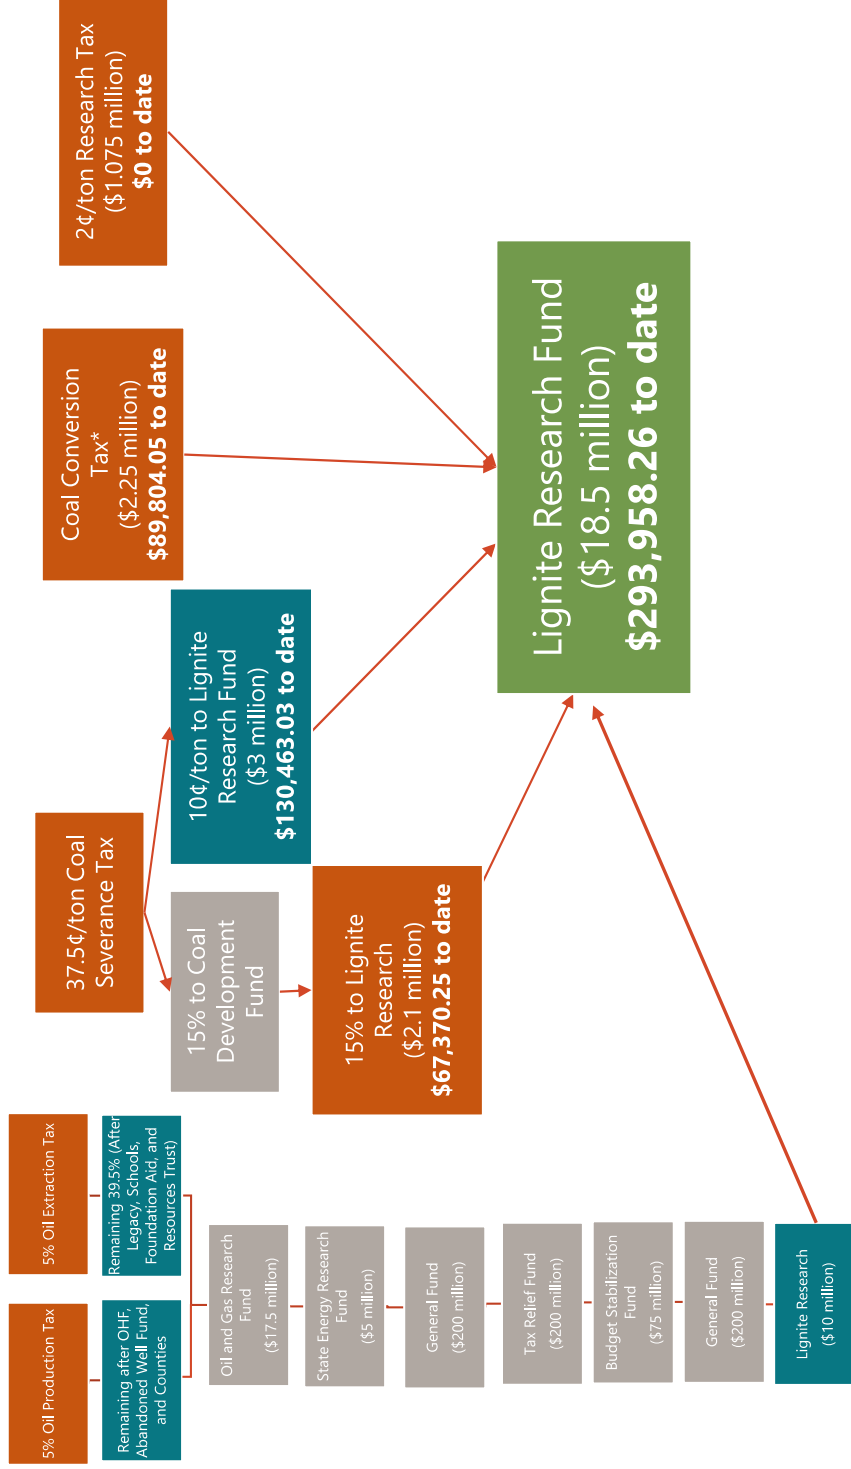 5% Oil Production Tax
5% Oil Extraction Tax
Remaining after OHF,
Abandoned Well Fund,
and Counties
Remaining 39.5% (After
Legacy, Schools,
Foundation Aid, and
Resources Trust)
Oil and Gas Research
Fund
($17.5 million)
State Energy Research
Fund
($5 million)
General Fund
($200 million)
Tax Relief Fund
($200 million)
Budget Stabilization
Fund
($75 million)
General Fund
($200 million)
Lignite Research
($10 million)
37.5¢/ton Coal
Severance Tax
15% to Coal
Development
Fund
15% to Lignite
Research
($2.1 million)
$67,370.25 to date
10¢/ton to Lignite
Research Fund
($3 million)
$130,463.03 to date
Coal Conversion
Tax*
($2.25 million)
$89,804.05 to date
2¢/ton Research Tax
($1.075 million)
$0 to date
Lignite Research Fund
($18.5 million)
$293,958.26 to date